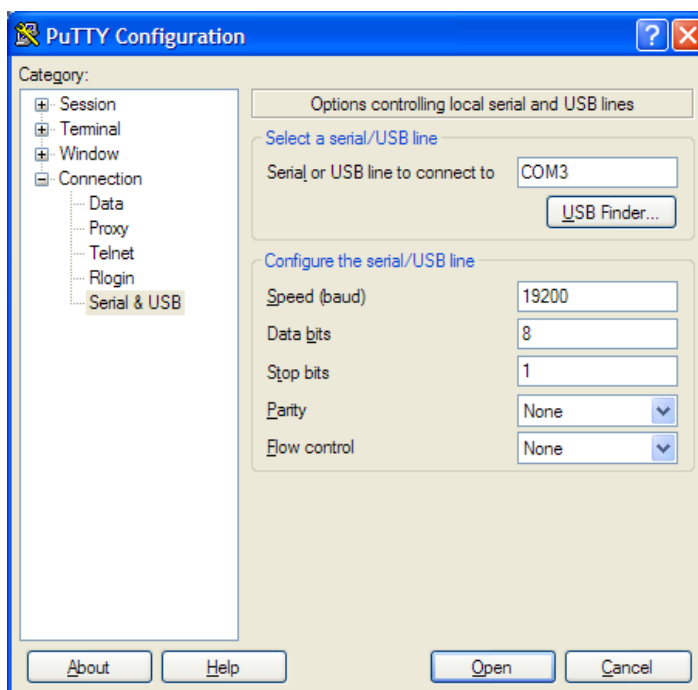 PuTTY Configuration
Category:
Session
Terminal
Window
Connection
Data
Proxy
Telnet
Rlogin
Serial & USB
Options controlling local serial and USB lines
Select a serial/USB line
Serial or USB line to connect to COM3
USB Finder...
Configure the serial/USB line
Speed (baud) 19200
Data bits 8
Stop bits 1
Parity None
Flow control None
About Help Open Cancel